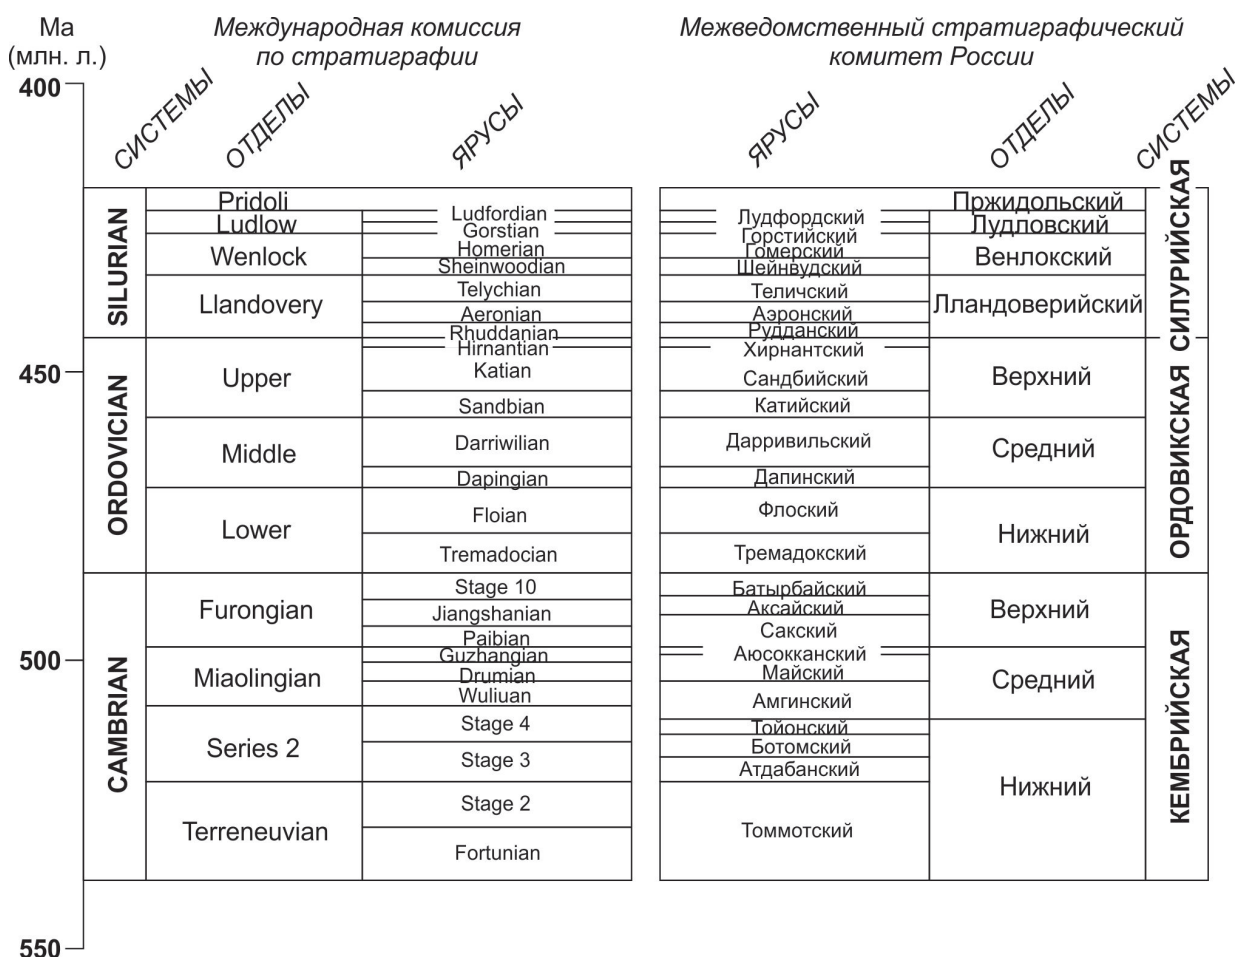 Ма
(млн. л.)
Международная комиссия
по стратиграфии
Межведомственный стратиграфический
комитет России
400
450
500
550
СИСТЕМЫ
ОТДЕЛЫ
ЯРУСЫ
ЯРУСЫ
ОТДЕЛЫ
СИСТЕМЫ
SILURIAN
ORDOVICIAN
CAMBRIAN
Pridoli
Ludlow
Wenlock
Llandovery
Upper
Middle
Lower
Furongian
Miaolingian
Series 2
Terreneuvian
Ludfordian
Gorstian
Homerian
Sheinwoodian
Telychian
Aeronian
Rhuddanian
Hirnantian
Katian
Sandbian
Darriwilian
Dapingian
Floian
Tremadocian
Stage 10
Jiangshanian
Paibian
Guzhangian
Drumian
Wuliuan
Stage 4
Stage 3
Stage 2
Fortunian
Лудфордский
Горстийский
Гомерский
Шейнвудский
Теличский
Аэронский
Рудданский
Хирнантский
Сандбийский
Катийский
Дарривильский
Дапинский
Флоский
Тремадокский
Батырбайский
Аксайский
Сакский
Аюсокканский
Майский
Амгинский
Тойонский
Ботомский
Атдабанский
Томмотский
Пржидольский
Лудловский
Венлокский
Лландоверийский
Верхний
Средний
Нижний
Верхний
Средний
Нижний
СИЛУРИЙСКАЯ
ОРДОВИКСКАЯ
КЕМБРИЙСКАЯ